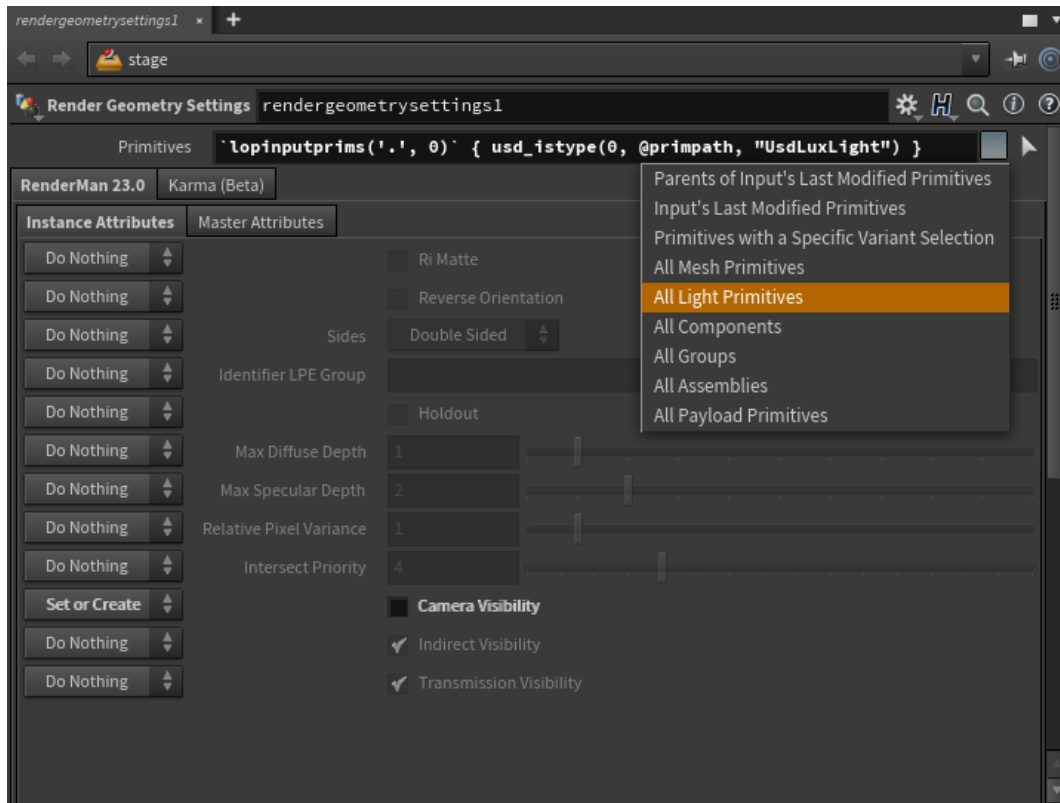 rendergeometrysettings1 × +
stage
Render Geometry Settings rendergeometrysettings1
Primitives `lopinputprims('.', 0)` { usd_istype(0, @primpath, "UsdLuxLight") }
RenderMan 23.0 Karma (Beta)
Instance Attributes Master Attributes
Parents of Input's Last Modified Primitives
Input's Last Modified Primitives
Primitives with a Specific Variant Selection
All Mesh Primitives
All Light Primitives
All Components
All Groups
All Assemblies
All Payload Primitives
Do Nothing Ri Matte
Do Nothing Reverse Orientation
Do Nothing Sides Double Sided
Do Nothing Identifier LPE Group
Do Nothing Holdout
Do Nothing Max Diffuse Depth 1
Do Nothing Max Specular Depth 2
Do Nothing Relative Pixel Variance 1
Do Nothing Intersect Priority 4
Set or Create Camera Visibility
Do Nothing Indirect Visibility
Do Nothing Transmission Visibility